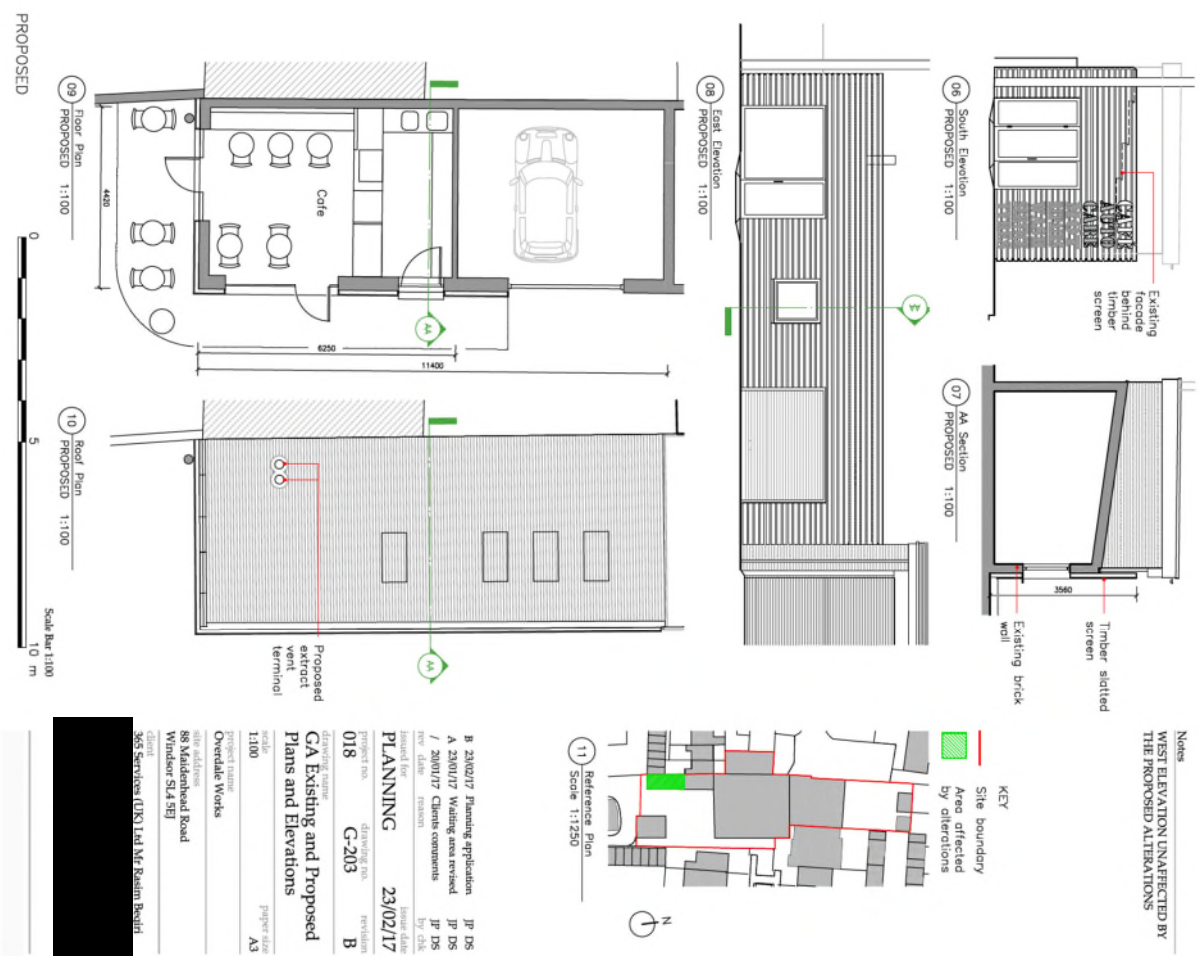 PROPOSED
09
Floor Plan
PROPOSED 1:100
Cafe
4420
6250
11400
AA
08
East Elevation
PROPOSED 1:100
06
South Elevation
PROPOSED 1:100
CAFE
AUTO
CARE
Existing
facade
behind
timber
screen
07
AA Section
PROPOSED 1:100
3560
Timber slatted
screen
Existing brick
wall
10
Roof Plan
PROPOSED 1:100
AA
Proposed
extract
vent
terminal
0
5
10 m
Scale Bar 1:100
Notes
WEST ELEVATION UNAFFECTED BY
THE PROPOSED ALTERATIONS
KEY
Site boundary
Area affected
by alterations
11
Reference Plan
Scale 1:1250
N
B 23/02/17 Planning application JP DS
A 23/01/17 Waiting area revised JP DS
/ 20/01/17 Clients comments JP DS
rev date reason by chk
issued for issue date
PLANNING 23/02/17
project no. drawing no. revision
018 G-203 B
drawing name
GA Existing and Proposed
Plans and Elevations
scale paper size
1:100 A3
project name
Overdale Works
site address
88 Maidenhead Road
Windsor SL4 5EJ
client
365 Services (UK) Ltd Mr Rasim Beqiri